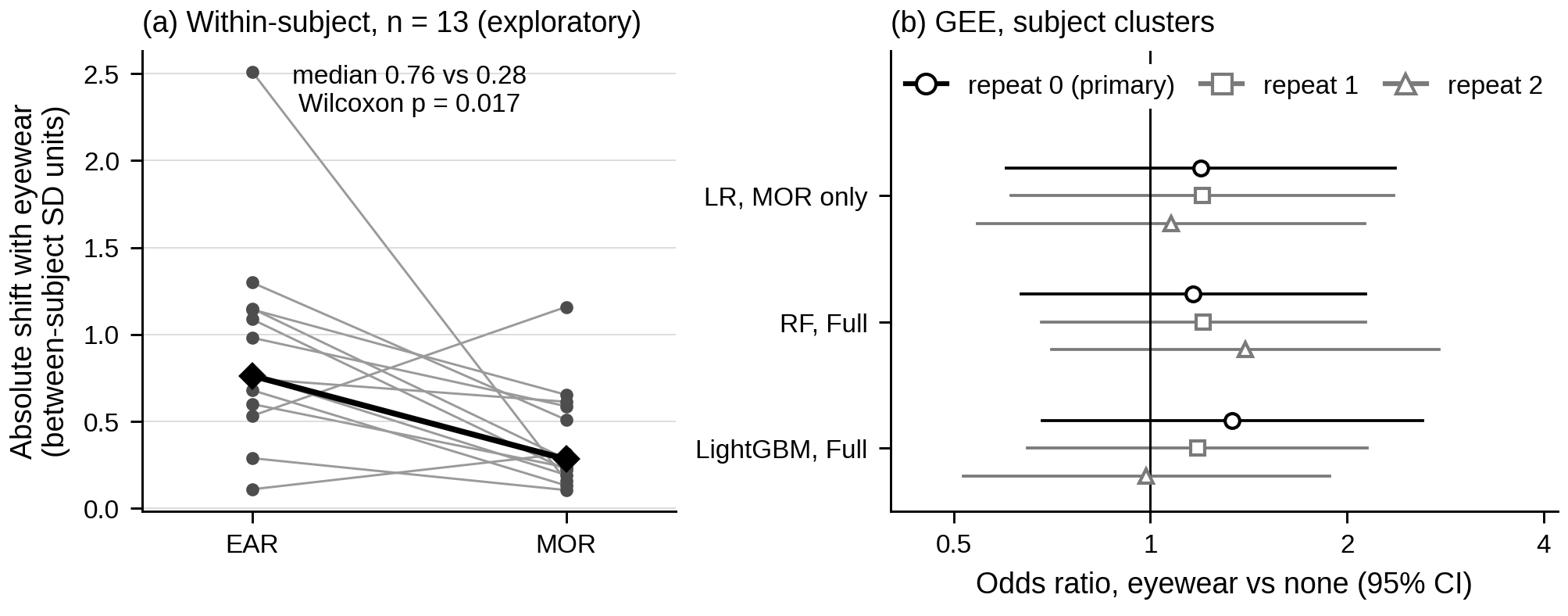 (a) Within-subject, n = 13 (exploratory)
Absolute shift with eyewear
(between-subject SD units)
2.5
2.0
1.5
1.0
0.5
0.0
median 0.76 vs 0.28
Wilcoxon p = 0.017
EAR
MOR
(b) GEE, subject clusters
repeat 0 (primary)
repeat 1
repeat 2
LR, MOR only
RF, Full
LightGBM, Full
0.5
1
2
4
Odds ratio, eyewear vs none (95% CI)